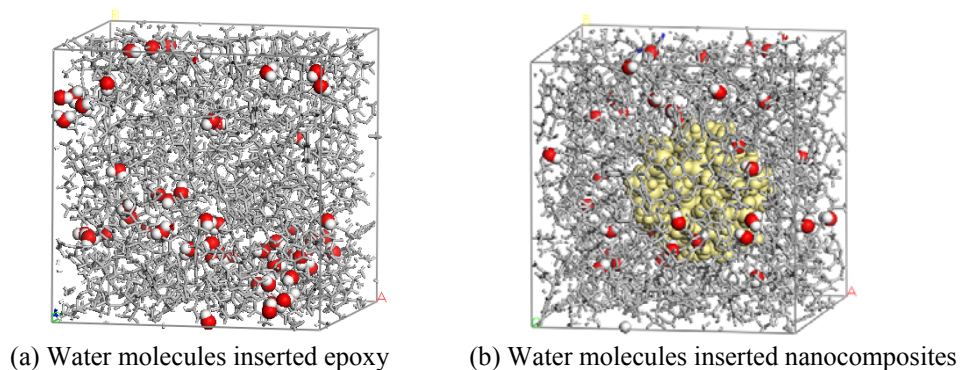 B
A
B
A
(a) Water molecules inserted epoxy
(b) Water molecules inserted nanocomposites